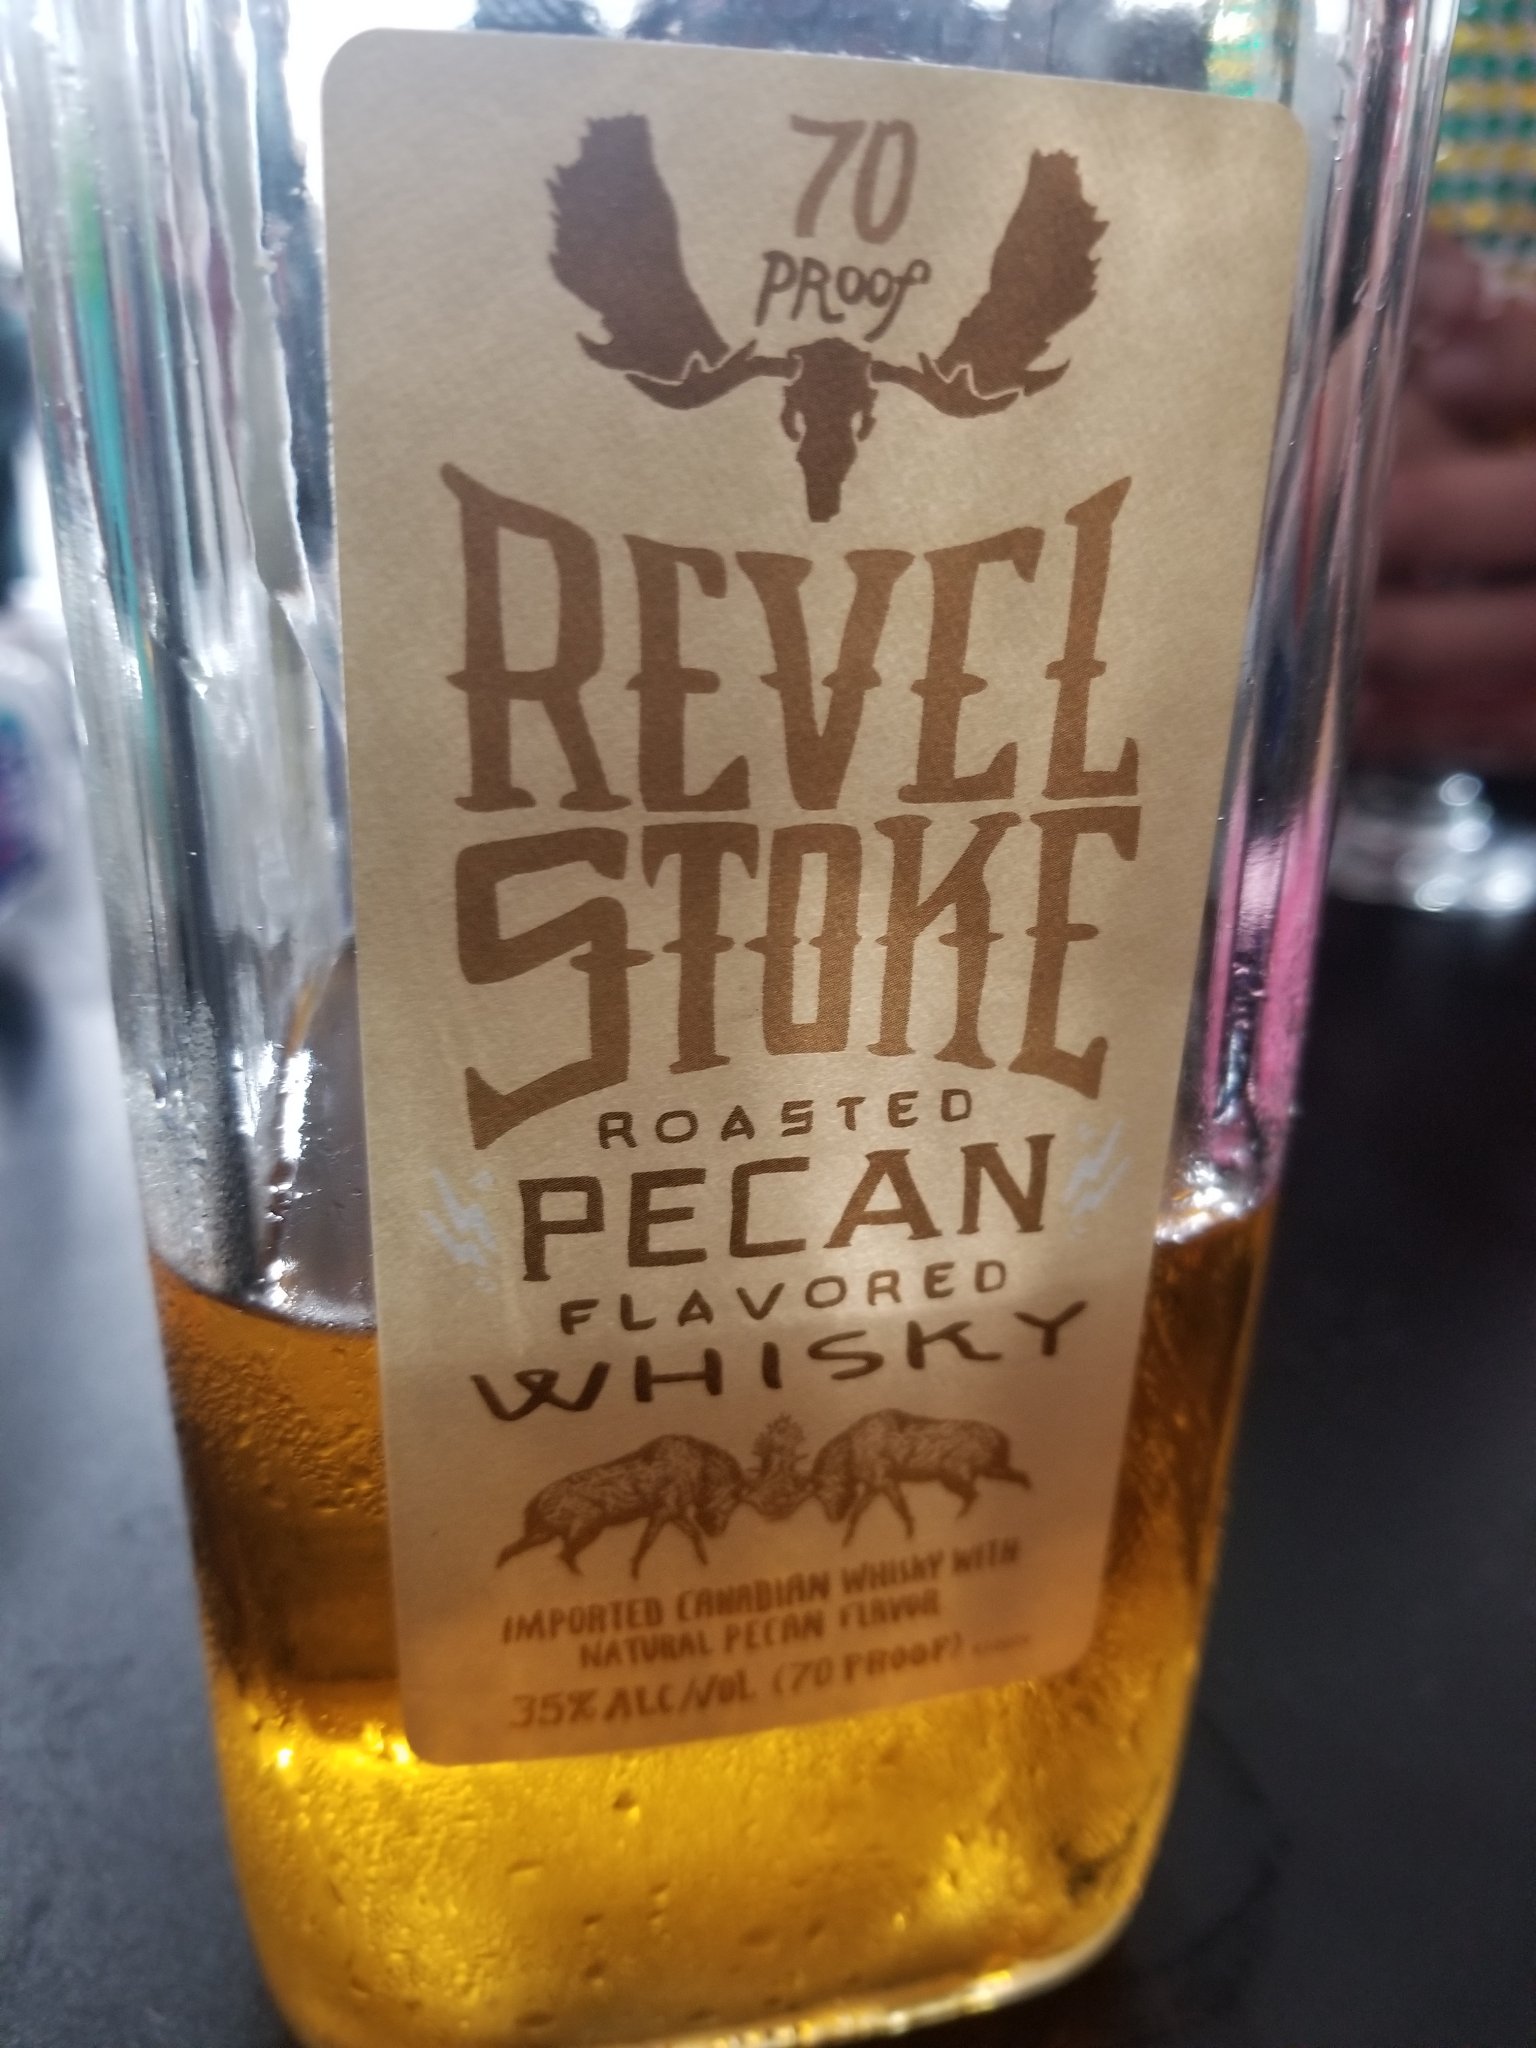 70
PROOF
REVEL
STOKE
ROASTED
PECAN
FLAVORED
WHISKY
IMPORTED CANADIAN WHISKY WITH
NATURAL PECAN FLAVOR
35% ALC/VOL (70 PROOF)